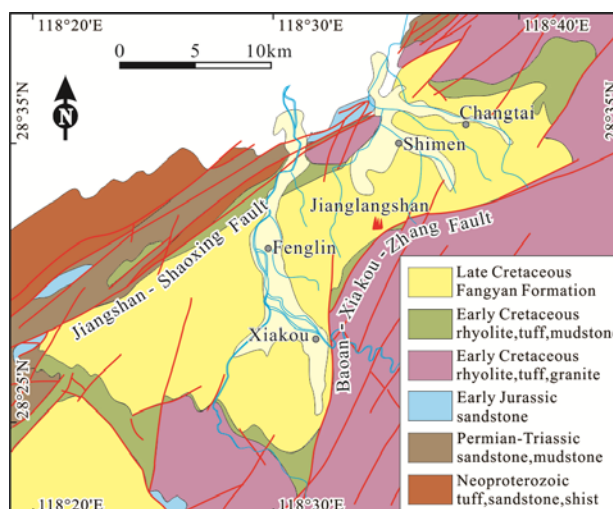 118°20'E
118°30'E
118°40'E
0
5
10km
N
28°35'N
28°35'N
Changtai
Shimen
Jianglangshan
Jiangshan - Shaoxing Fault
Fenglin
Baoan - Xiakou - Zhang Fault
Xiakou
28°25'N
Late Cretaceous
Fangyan Formation
Early Cretaceous
rhyolite,tuff,mudstone
Early Cretaceous
rhyolite,tuff,granite
Early Jurassic
sandstone
Permian-Triassic
sandstone,mudstone
Neoproterozoic
tuff,sandstone,shist
118°20'E
118°30'E